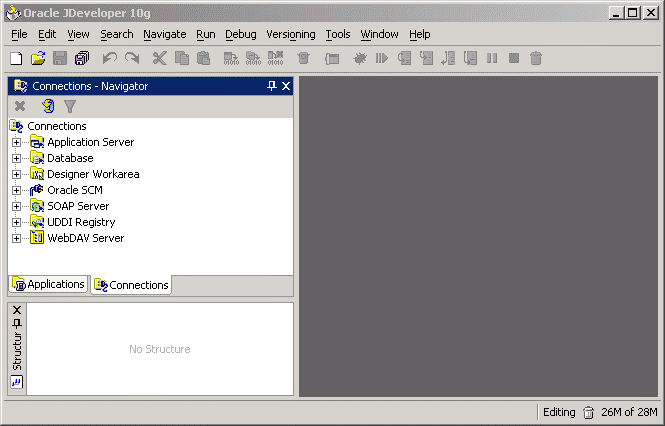 Oracle JDeveloper 10g
File Edit View Search Navigate Run Debug Versioning Tools Window Help
Connections - Navigator
Connections
Application Server
Database
Designer Workarea
Oracle SCM
SOAP Server
UDDI Registry
WebDAV Server
Applications Connections
Structur
No Structure
Editing 26M of 28M